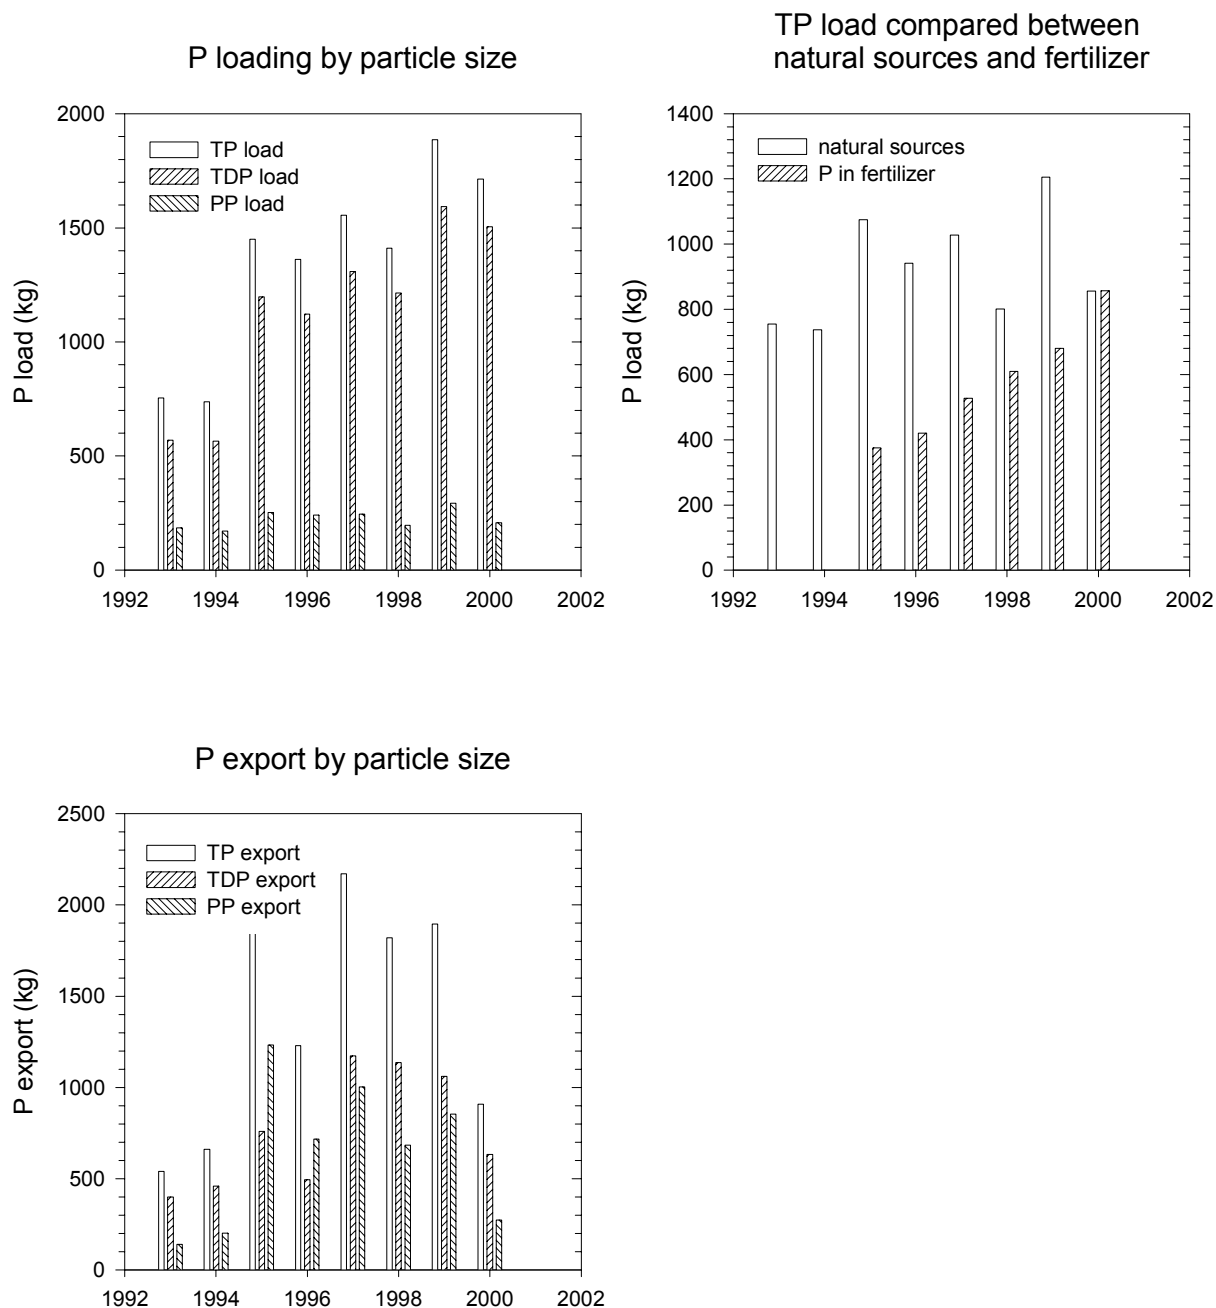 P loading by particle size
2000
1500
1000
500
0
P load (kg)
TP load
TDP load
PP load
1992 1994 1996 1998 2000 2002
TP load compared between
natural sources and fertilizer
1400
1200
1000
800
600
400
200
0
P load (kg)
natural sources
P in fertilizer
1992 1994 1996 1998 2000 2002
P export by particle size
2500
2000
1500
1000
500
0
P export (kg)
TP export
TDP export
PP export
1992 1994 1996 1998 2000 2002